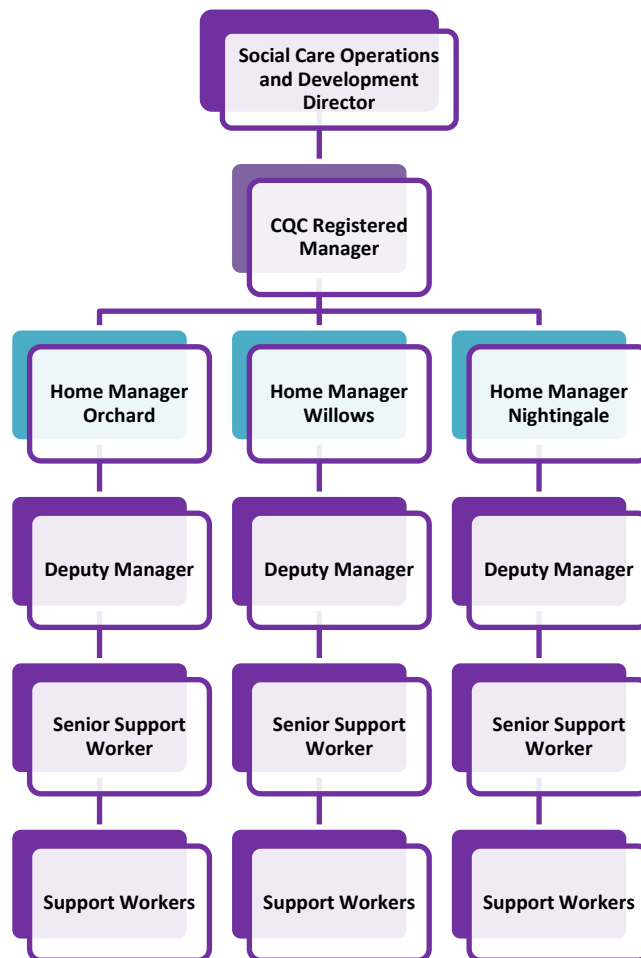 Social Care Operations
and Development
Director
CQC Registered
Manager
Home Manager
Orchard
Home Manager
Willows
Home Manager
Nightingale
Deputy Manager
Deputy Manager
Deputy Manager
Senior Support
Worker
Senior Support
Worker
Senior Support
Worker
Support Workers
Support Workers
Support Workers